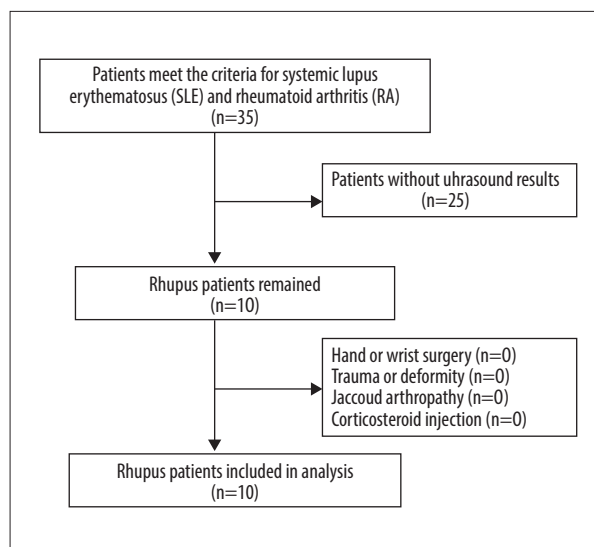 Patients meet the criteria for systemic lupus
erythematosus (SLE) and rheumatoid arthritis (RA)
(n=35)
Patients without uhrasound results
(n=25)
Rhupus patients remained
(n=10)
Hand or wrist surgery (n=0)
Trauma or deformity (n=0)
Jaccoud arthropathy (n=0)
Corticosteroid injection (n=0)
Rhupus patients included in analysis
(n=10)